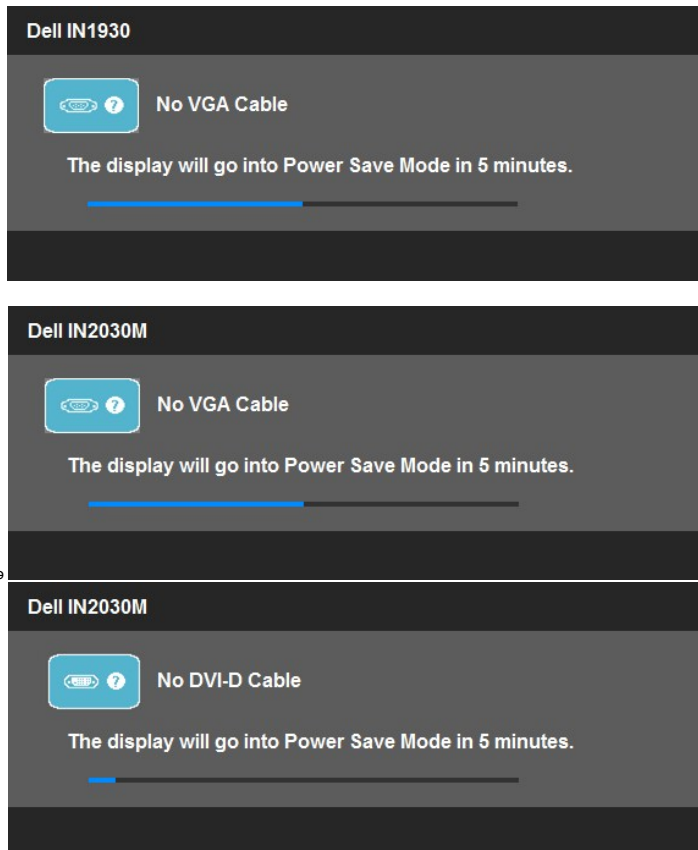 Dell IN1930
No VGA Cable
The display will go into Power Save Mode in 5 minutes.
Dell IN2030M
No VGA Cable
The display will go into Power Save Mode in 5 minutes.
Dell IN2030M
No DVI-D Cable
The display will go into Power Save Mode in 5 minutes.